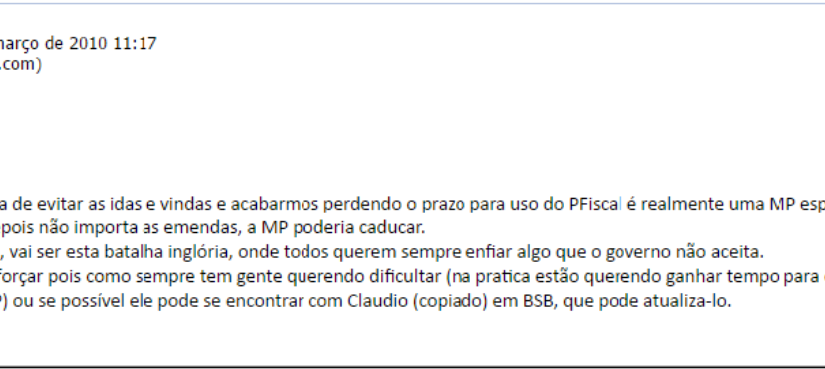 março de 2010 11:17
.com)
a de evitar as idas e vindas e acabarmos perdendo o prazo para uso do PFiscal é realmente uma MP esp
pois não importa as emendas, a MP poderia caducar.
, vai ser esta batalha inglória, onde todos querem sempre enfiar algo que o governo não aceita.
forçar pois como sempre tem gente querendo dificultar (na pratica estão querendo ganhar tempo para
) ou se possível ele pode se encontrar com Claudio (copiado) em BSB, que pode atualiza-lo.